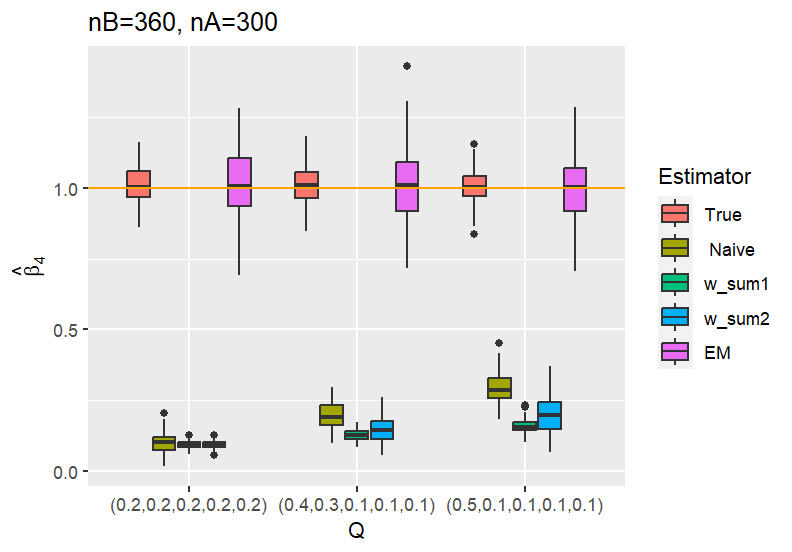 nB=360, nA=300
1.0
0.5
0.0
β̂₄
(0.2,0.2,0.2,0.2,0.2) (0.4,0.3,0.1,0.1,0.1) (0.5,0.1,0.1,0.1,0.1)
Q
Estimator
True
Naive
w_sum1
w_sum2
EM